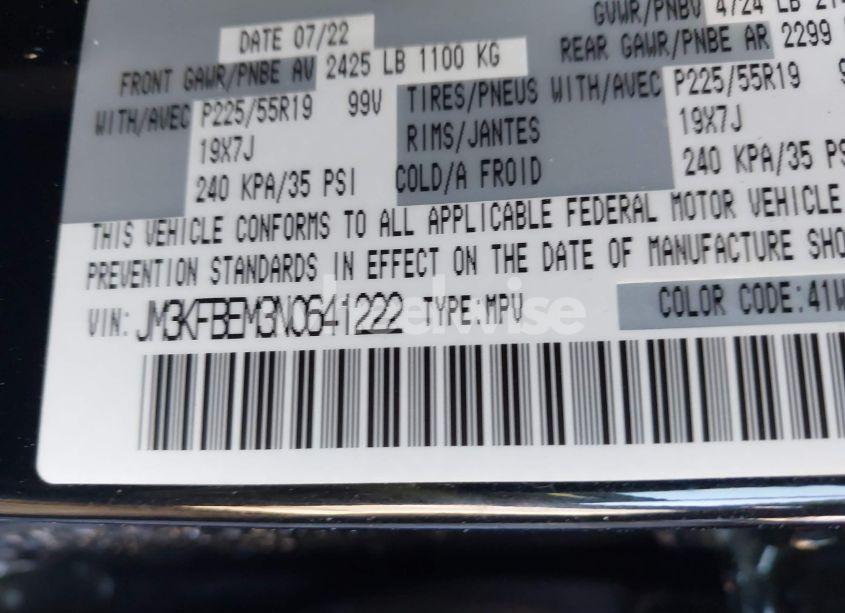 GVWR/PNBV 4724 LB
DATE 07/22
FRONT GAWR/PNBE AV 2425 LB 1100 KG
REAR GAWR/PNBE AR 2299
WITH/AVEC P225/55R19 99V TIRES/PNEUS WITH/AVEC P225/55R19
19X7J RIMS/JANTES 19X7J
240 KPA/35 PSI COLD/A FROID 240 KPA/35 PS
THIS VEHICLE CONFORMS TO ALL APPLICABLE FEDERAL MOTOR VEHICLE
PREVENTION STANDARDS IN EFFECT ON THE DATE OF MANUFACTURE SHO
VIN: JM3KFBEM3N0641222 TYPE:MPV COLOR CODE:41W